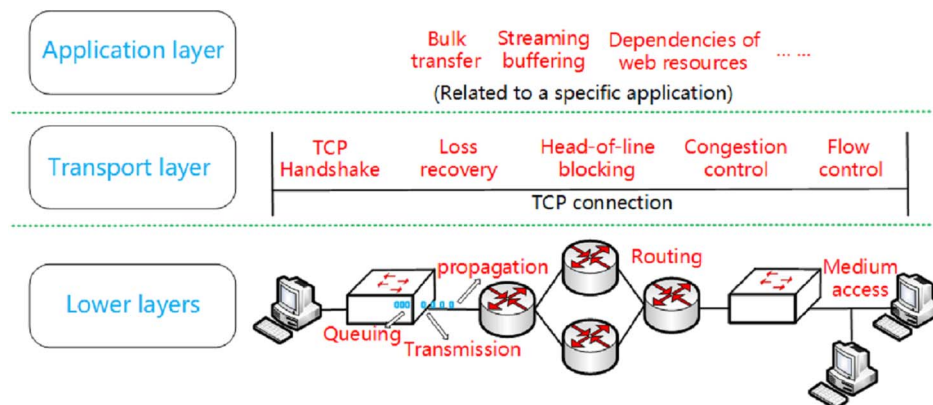 Application layer
Bulk
transfer
Streaming
buffering
Dependencies of
web resources
... ...
(Related to a specific application)
Transport layer
TCP
Handshake
Loss
recovery
Head-of-line
blocking
Congestion
control
Flow
control
TCP connection
Lower layers
propagation
Routing
Medium
access
Queuing
Transmission